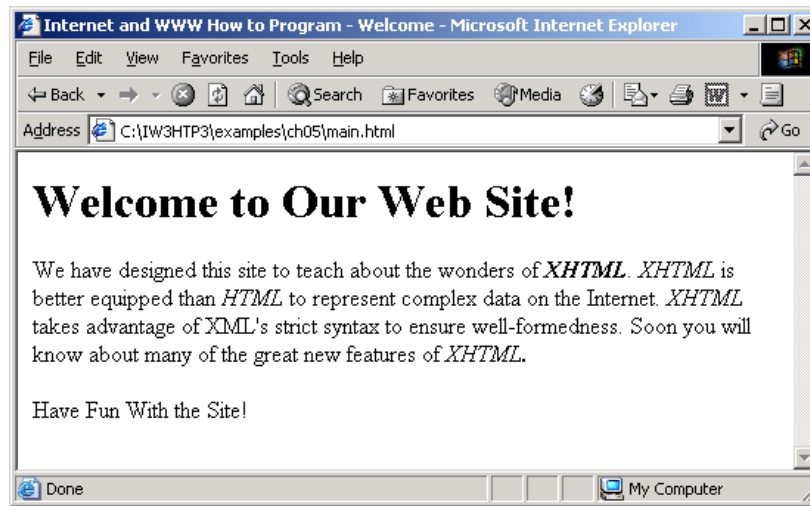 Internet and WWW How to Program - Welcome - Microsoft Internet Explorer
File Edit View Favorites Tools Help
Back Search Favorites Media W
Address C:\IW3HTP3\examples\ch05\main.html Go
Welcome to Our Web Site!
We have designed this site to teach about the wonders of XHTML. XHTML is
better equipped than HTML to represent complex data on the Internet. XHTML
takes advantage of XML's strict syntax to ensure well-formedness. Soon you will
know about many of the great new features of XHTML.
Have Fun With the Site!
Done My Computer